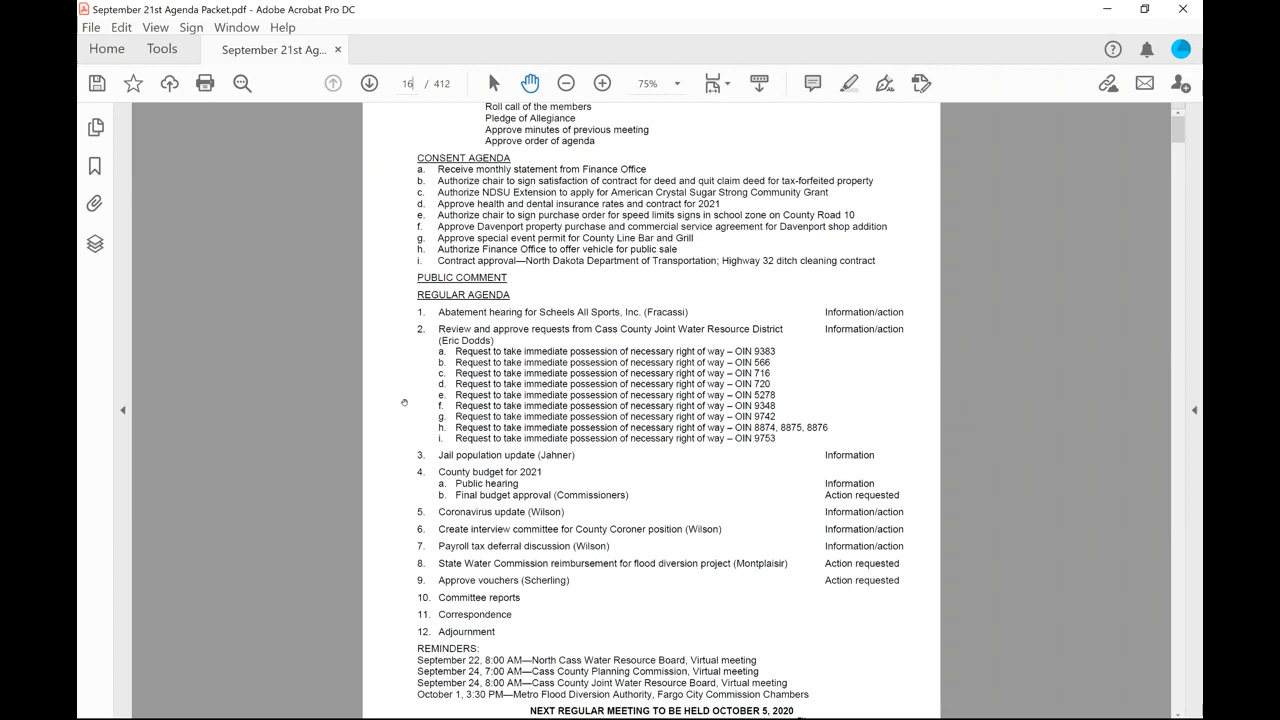 September 21st Agenda Packet.pdf - Adobe Acrobat Pro DC
File Edit View Sign Window Help
Home Tools September 21st Ag... ×
16 / 412 75%
Roll call of the members
Pledge of Allegiance
Approve minutes of previous meeting
Approve order of agenda
CONSENT AGENDA
a. Receive monthly statement from Finance Office
b. Authorize chair to sign satisfaction of contract for deed and quit claim deed for tax-forfeited property
c. Authorize NDSU Extension to apply for American Crystal Sugar Strong Community Grant
d. Approve health and dental insurance rates and contract for 2021
e. Authorize chair to sign purchase order for speed limits signs in school zone on County Road 10
f. Approve Davenport property purchase and commercial service agreement for Davenport shop addition
g. Approve special event permit for County Line Bar and Grill
h. Authorize Finance Office to offer vehicle for public sale
i. Contract approval—North Dakota Department of Transportation; Highway 32 ditch cleaning contract
PUBLIC COMMENT
REGULAR AGENDA
1. Abatement hearing for Scheels All Sports, Inc. (Fracassi) Information/action
2. Review and approve requests from Cass County Joint Water Resource District Information/action
(Eric Dodds)
a. Request to take immediate possession of necessary right of way – OIN 9383
b. Request to take immediate possession of necessary right of way – OIN 566
c. Request to take immediate possession of necessary right of way – OIN 716
d. Request to take immediate possession of necessary right of way – OIN 720
e. Request to take immediate possession of necessary right of way – OIN 5278
f. Request to take immediate possession of necessary right of way – OIN 9348
g. Request to take immediate possession of necessary right of way – OIN 9742
h. Request to take immediate possession of necessary right of way – OIN 8874, 8875, 8876
i. Request to take immediate possession of necessary right of way – OIN 9753
3. Jail population update (Jahner) Information
4. County budget for 2021
a. Public hearing Information
b. Final budget approval (Commissioners) Action requested
5. Coronavirus update (Wilson) Information/action
6. Create interview committee for County Coroner position (Wilson) Information/action
7. Payroll tax deferral discussion (Wilson) Information/action
8. State Water Commission reimbursement for flood diversion project (Montplaisir) Action requested
9. Approve vouchers (Scherling) Action requested
10. Committee reports
11. Correspondence
12. Adjournment
REMINDERS:
September 22, 8:00 AM—North Cass Water Resource Board, Virtual meeting
September 24, 7:00 AM—Cass County Planning Commission, Virtual meeting
September 24, 8:00 AM—Cass County Joint Water Resource Board, Virtual meeting
October 1, 3:30 PM—Metro Flood Diversion Authority, Fargo City Commission Chambers
NEXT REGULAR MEETING TO BE HELD OCTOBER 5, 2020